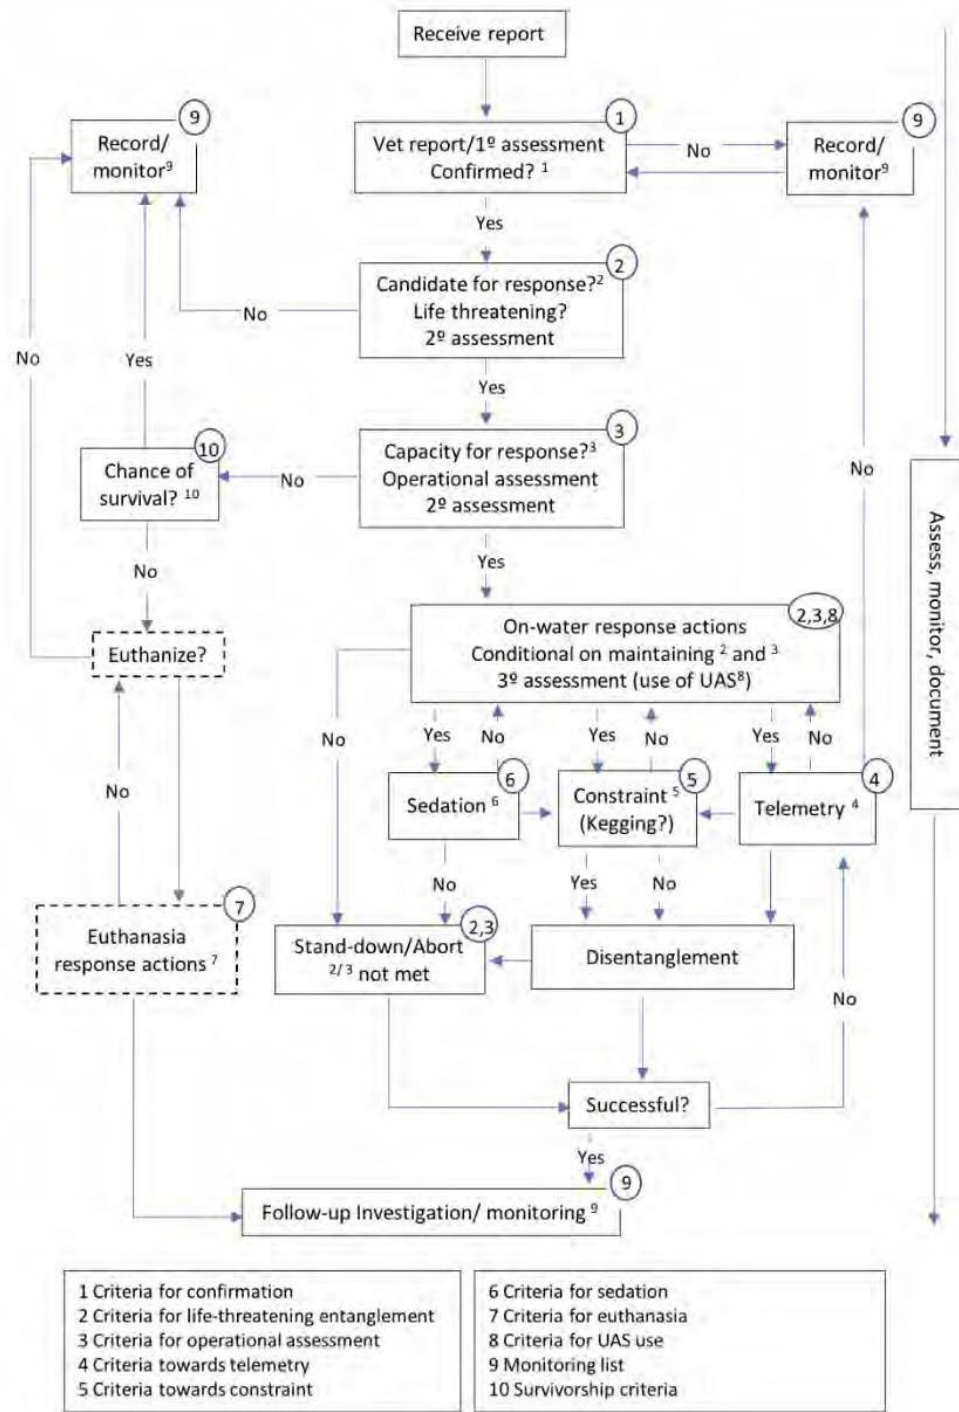 Receive report
1
9
9
Record/
monitor⁹
Vet report/1º assessment
Confirmed? ¹
No
Record/
monitor⁹
Yes
2
Candidate for response?²
Life threatening?
2º assessment
No
No
Yes
Yes
3
10
Capacity for response?³
Operational assessment
2º assessment
No
Chance of
survival? ¹⁰
No
Assess, monitor, document
No
Yes
2,3,8
On-water response actions
Conditional on maintaining ² and ³
3º assessment (use of UAS⁸)
Euthanize?
No
Yes
No
Yes
No
Yes
No
6
5
4
Sedation ⁶
Constraint ⁵
(Kegging?)
Telemetry ⁴
No
No
Yes
No
7
2,3
Euthanasia
response actions ⁷
Stand-down/Abort
²/ ³ not met
Disentanglement
No
Successful?
Yes
9
Follow-up Investigation/ monitoring ⁹
1 Criteria for confirmation
2 Criteria for life-threatening entanglement
3 Criteria for operational assessment
4 Criteria towards telemetry
5 Criteria towards constraint
6 Criteria for sedation
7 Criteria for euthanasia
8 Criteria for UAS use
9 Monitoring list
10 Survivorship criteria